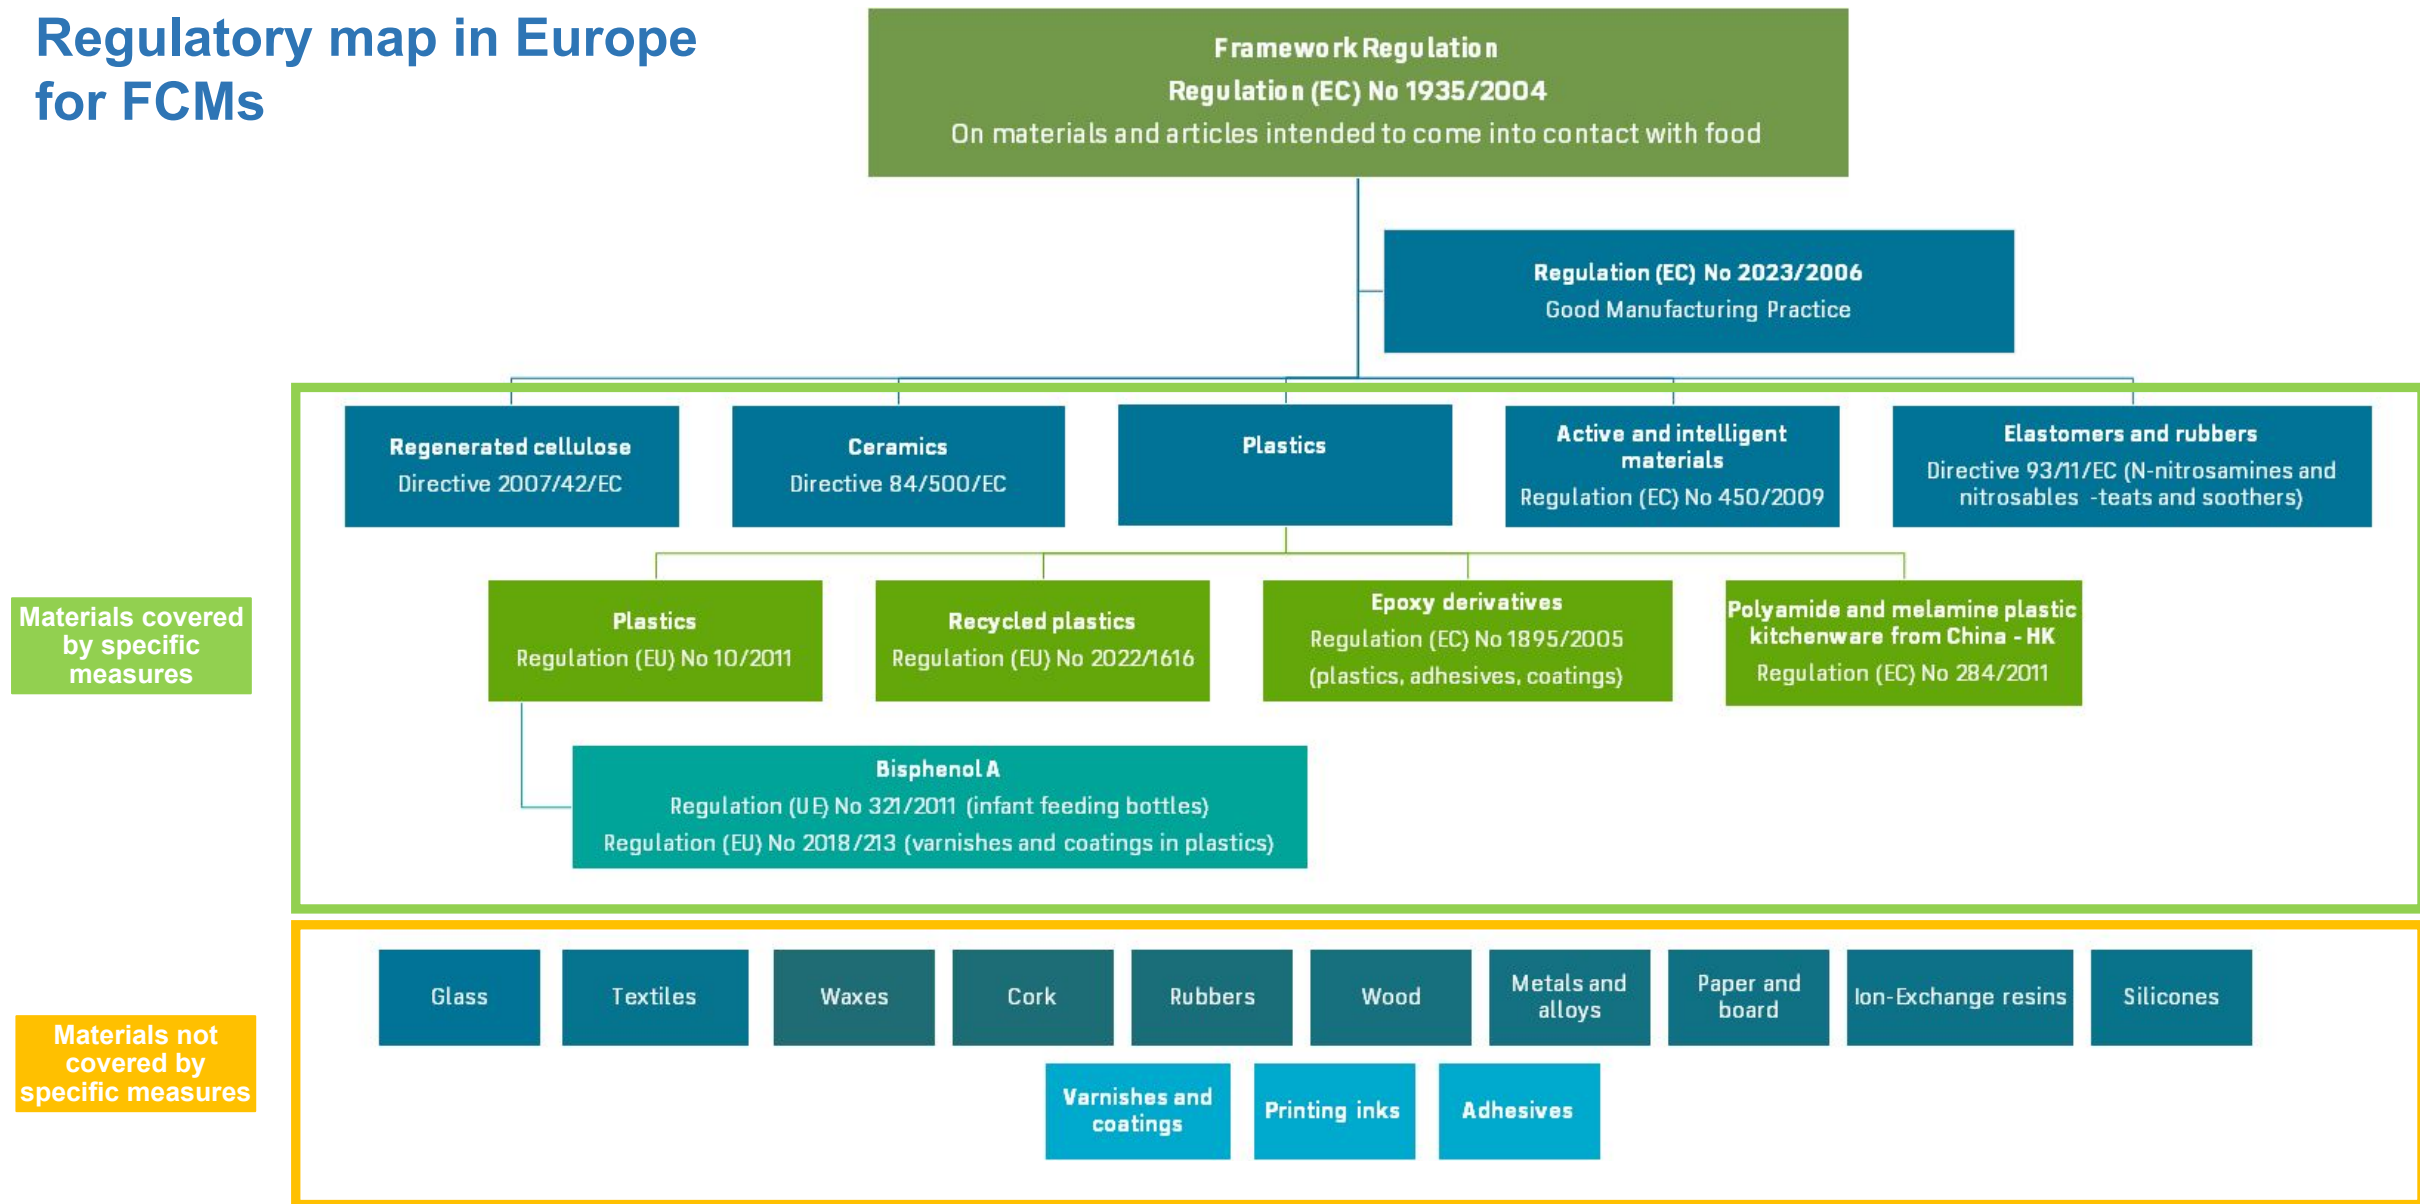 Regulatory map in Europe
for FCMs
Framework Regulation
Regulation (EC) No 1935/2004
On materials and articles intended to come into contact with food
Regulation (EC) No 2023/2006
Good Manufacturing Practice
Regenerated cellulose
Directive 2007/42/EC
Ceramics
Directive 84/500/EC
Plastics
Active and intelligent
materials
Regulation (EC) No 450/2009
Elastomers and rubbers
Directive 93/11/EC (N-nitrosamines and
nitrosables -teats and soothers)
Materials covered
by specific
measures
Plastics
Regulation (EU) No 10/2011
Recycled plastics
Regulation (EU) No 2022/1616
Epoxy derivatives
Regulation (EC) No 1895/2005
(plastics, adhesives, coatings)
Polyamide and melamine plastic
kitchenware from China - HK
Regulation (EC) No 284/2011
Bisphenol A
Regulation (UE) No 321/2011 (infant feeding bottles)
Regulation (EU) No 2018/213 (varnishes and coatings in plastics)
Materials not
covered by
specific measures
Glass
Textiles
Waxes
Cork
Rubbers
Wood
Metals and
alloys
Paper and
board
Ion-Exchange resins
Silicones
Varnishes and
coatings
Printing inks
Adhesives